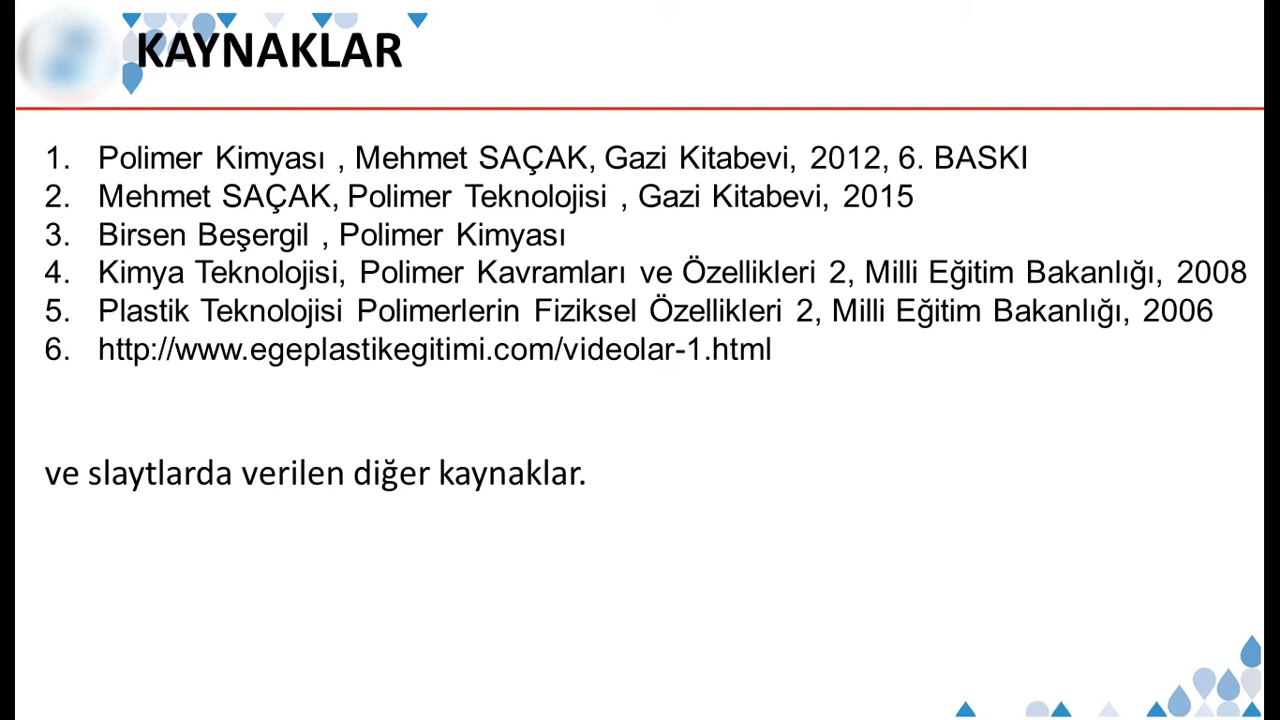 KAYNAKLAR
1. Polimer Kimyası , Mehmet SAÇAK, Gazi Kitabevi, 2012, 6. BASKI
2. Mehmet SAÇAK, Polimer Teknolojisi , Gazi Kitabevi, 2015
3. Birsen Beşergil , Polimer Kimyası
4. Kimya Teknolojisi, Polimer Kavramları ve Özellikleri 2, Milli Eğitim Bakanlığı, 2008
5. Plastik Teknolojisi Polimerlerin Fiziksel Özellikleri 2, Milli Eğitim Bakanlığı, 2006
6. http://www.egeplastikegitimi.com/videolar-1.html
ve slaytlarda verilen diğer kaynaklar.